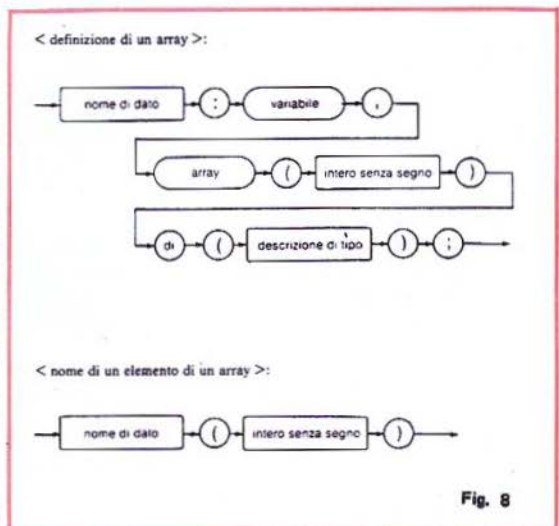 < definizione di un array >:
nome di dato : variabile ,
array ( intero senza segno )
di ( descrizione di tipo ) ;
< nome di un elemento di un array >:
nome di dato ( intero senza segno )
Fig. 8